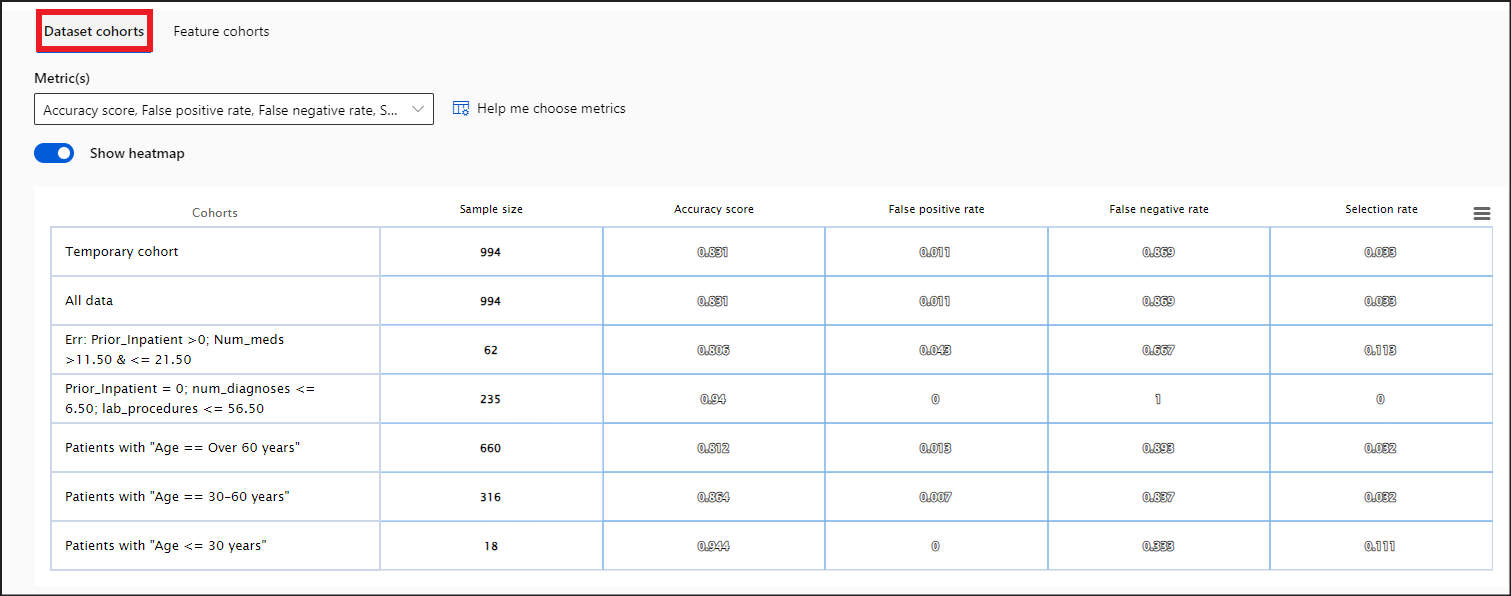 Dataset cohorts Feature cohorts
Metric(s)
Accuracy score, False positive rate, False negative rate, S... Help me choose metrics
Show heatmap
Cohorts Sample size Accuracy score False positive rate False negative rate Selection rate
Temporary cohort 994 0.831 0.011 0.869 0.033
All data 994 0.831 0.011 0.869 0.033
Err: Prior_Inpatient >0; Num_meds
>11.50 & <= 21.50 62 0.806 0.043 0.667 0.113
Prior_Inpatient = 0; num_diagnoses <=
6.50; lab_procedures <= 56.50 235 0.94 0 1 0
Patients with "Age == Over 60 years" 660 0.812 0.013 0.893 0.032
Patients with "Age == 30-60 years" 316 0.864 0.007 0.837 0.032
Patients with "Age <= 30 years" 18 0.944 0 0.333 0.111